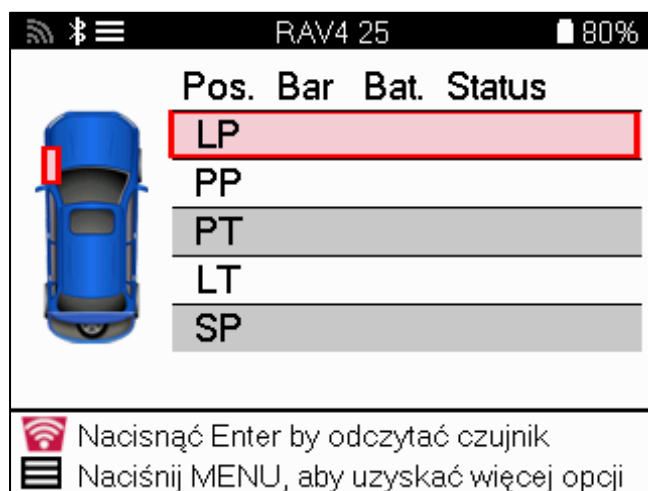 RAV4 25 80%
Pos. Bar Bat. Status
LP
PP
PT
LT
SP
Nacisnąć Enter by odczytać czujnik
Naciśnij MENU, aby uzyskać więcej opcji